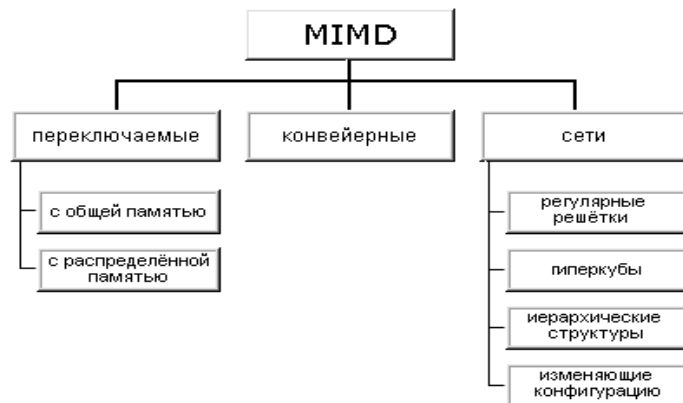 MIMD
переключаемые
конвейерные
сети
с общей памятью
с распределённой
памятью
регулярные
решётки
гиперкубы
иерархические
структуры
изменяющие
конфигурацию